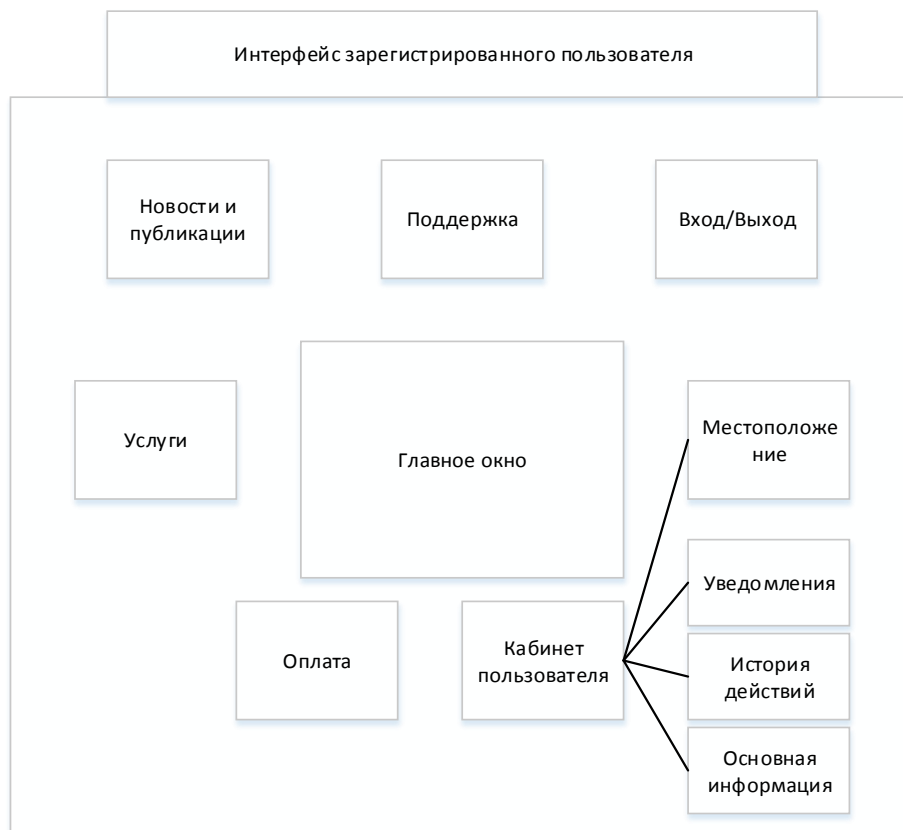 Интерфейс зарегистрированного пользователя
Новости и
публикации
Поддержка
Вход/Выход
Услуги
Главное окно
Местоположе
ние
Уведомления
Оплата
Кабинет
пользователя
История
действий
Основная
информация